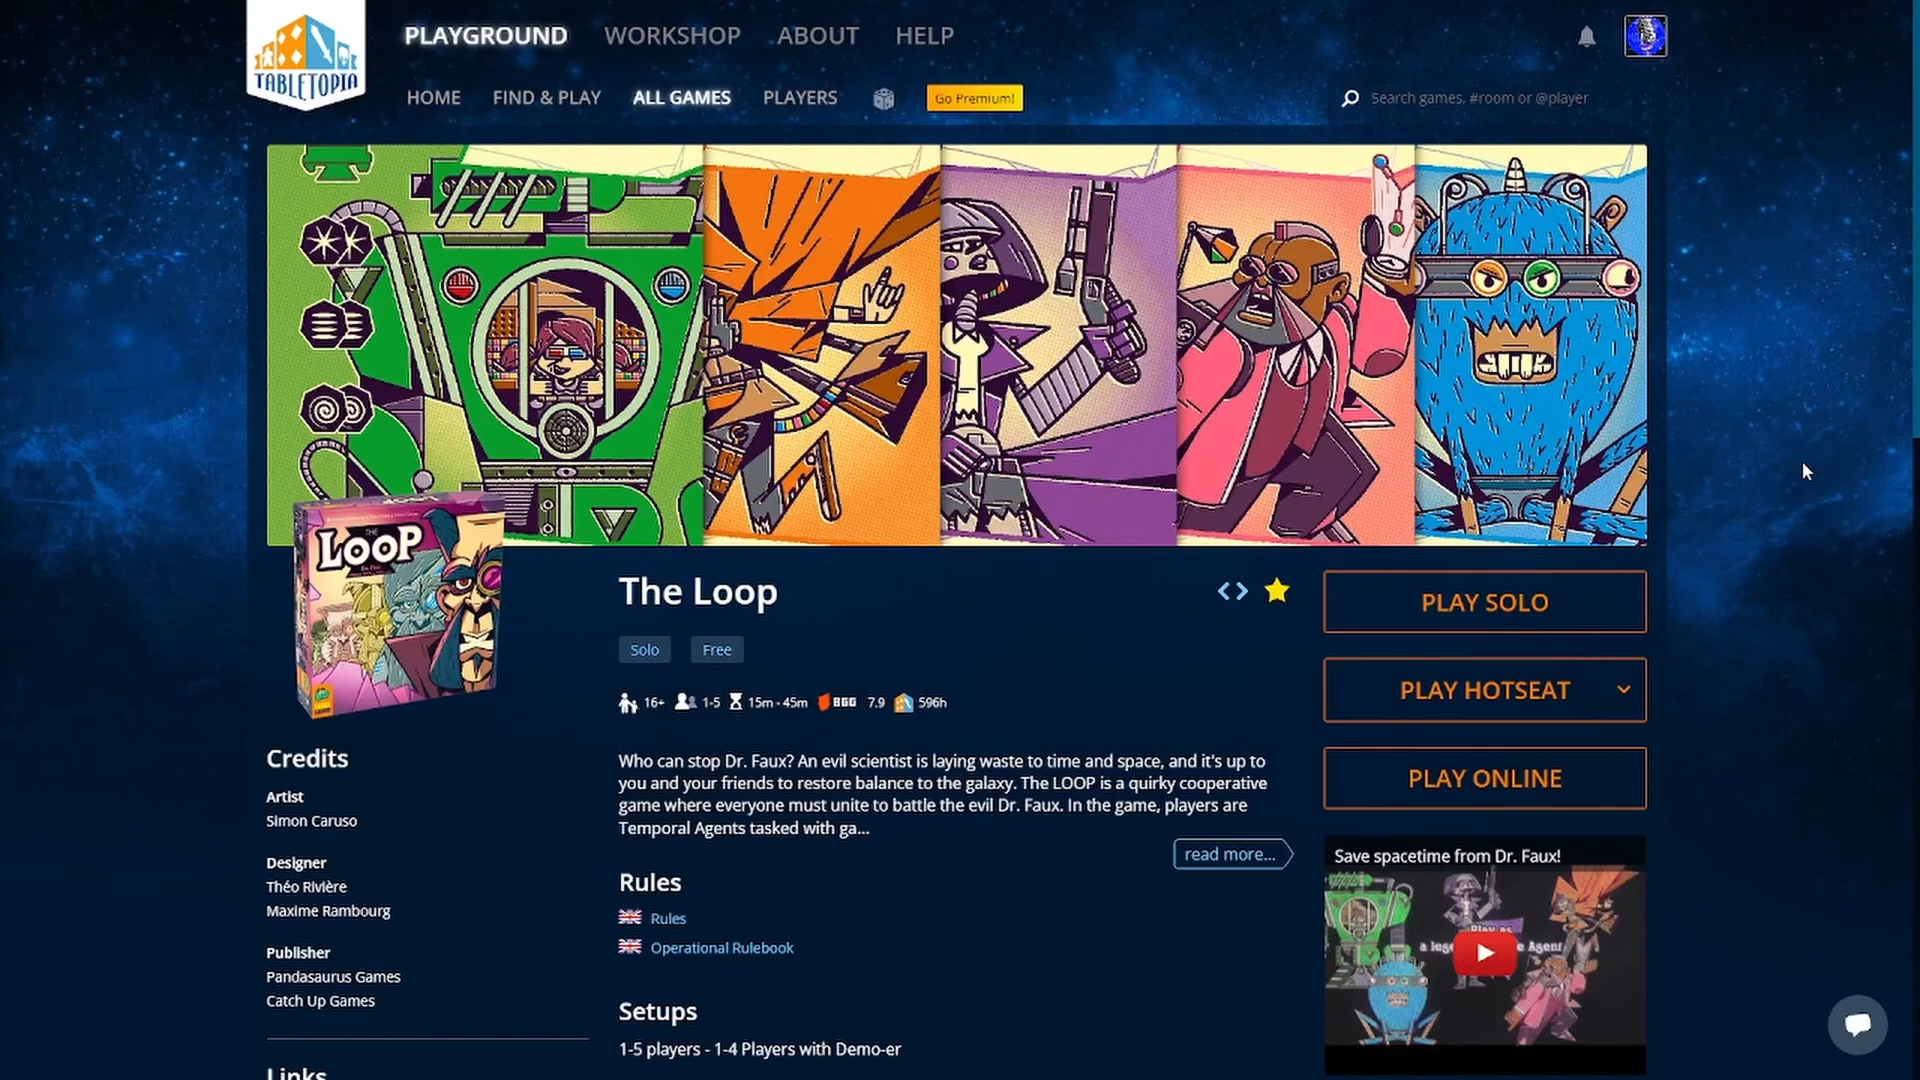 TABLETOPIA
PLAYGROUND WORKSHOP ABOUT HELP
HOME FIND & PLAY ALL GAMES PLAYERS Go Premium! Search games, #room or @player
THE
LOOP
The Loop
PLAY SOLO
Solo Free
16+ 1-5 15m - 45m BGG 7.9 596h
PLAY HOTSEAT
PLAY ONLINE
Credits
Artist
Simon Caruso
Designer
Théo Rivière
Maxime Rambourg
Publisher
Pandasaurus Games
Catch Up Games
Links
Who can stop Dr. Faux? An evil scientist is laying waste to time and space, and it's up to
you and your friends to restore balance to the galaxy. The LOOP is a quirky cooperative
game where everyone must unite to battle the evil Dr. Faux. In the game, players are
Temporal Agents tasked with ga...
read more...
Rules
Rules
Operational Rulebook
Setups
1-5 players - 1-4 Players with Demo-er
Save spacetime from Dr. Faux!
Play as
a Agent